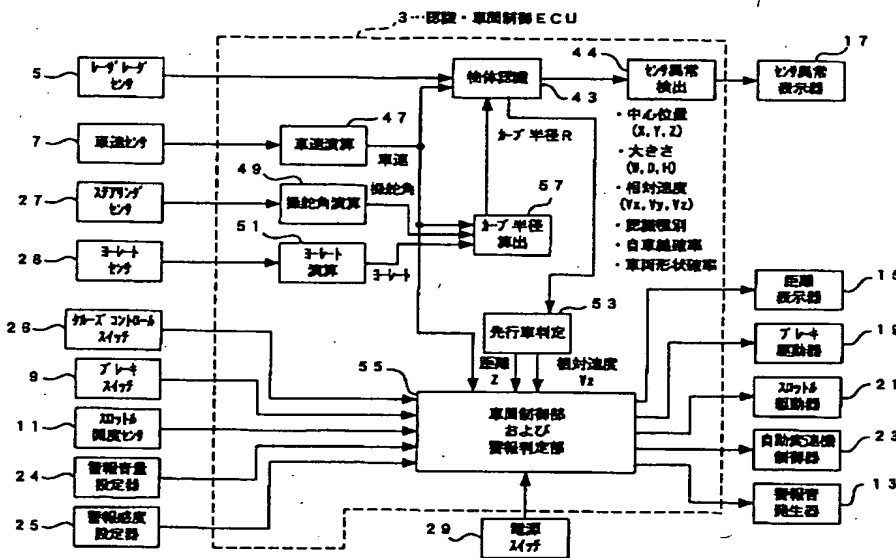 3…認識・車間制御ECU
5
レーザレーダ
センサ
7
車速センサ
27
ステアリング
センサ
28
ヨーレート
センサ
26
クルーズコントロール
スイッチ
9
ブレーキ
スイッチ
11
スロットル
開度センサ
24
警報音量
設定器
25
警報感度
設定器
47
車速演算
車速
49
操舵角演算
操舵角
51
ヨーレート
演算
ヨーレート
物体認識
43
カーブ半径R
57
カーブ半径
算出
44
センサ異常
検出
17
センサ異常
表示器
・中心位置
(X,Y,Z)
・大きさ
(W,D,H)
・相対速度
(Vx,Vy,Vz)
・認識種別
・自車線確率
・車両形状確率
53
先行車判定
距離
Z
相対速度
Vz
55
車間制御部
および
警報判定部
29
電源
スイッチ
15
距離
表示器
19
ブレーキ
駆動器
21
スロットル
駆動器
23
自動変速機
制御器
13
警報音
発生器